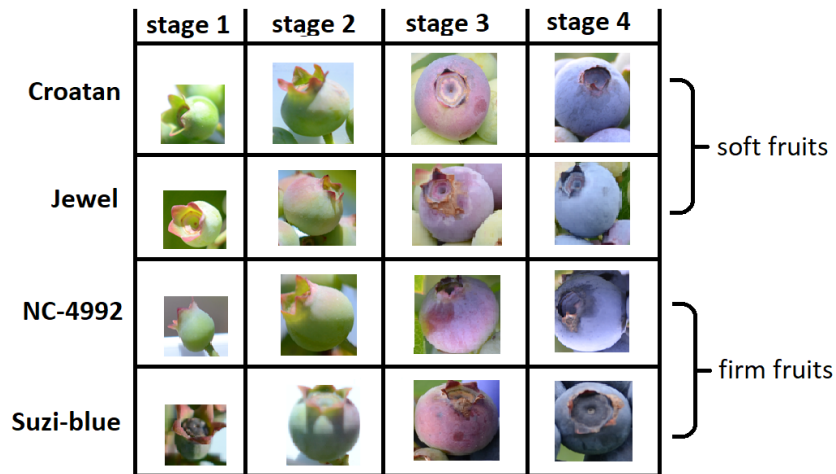 stage 1 stage 2 stage 3 stage 4
Croatan
soft fruits
Jewel
NC-4992
firm fruits
Suzi-blue